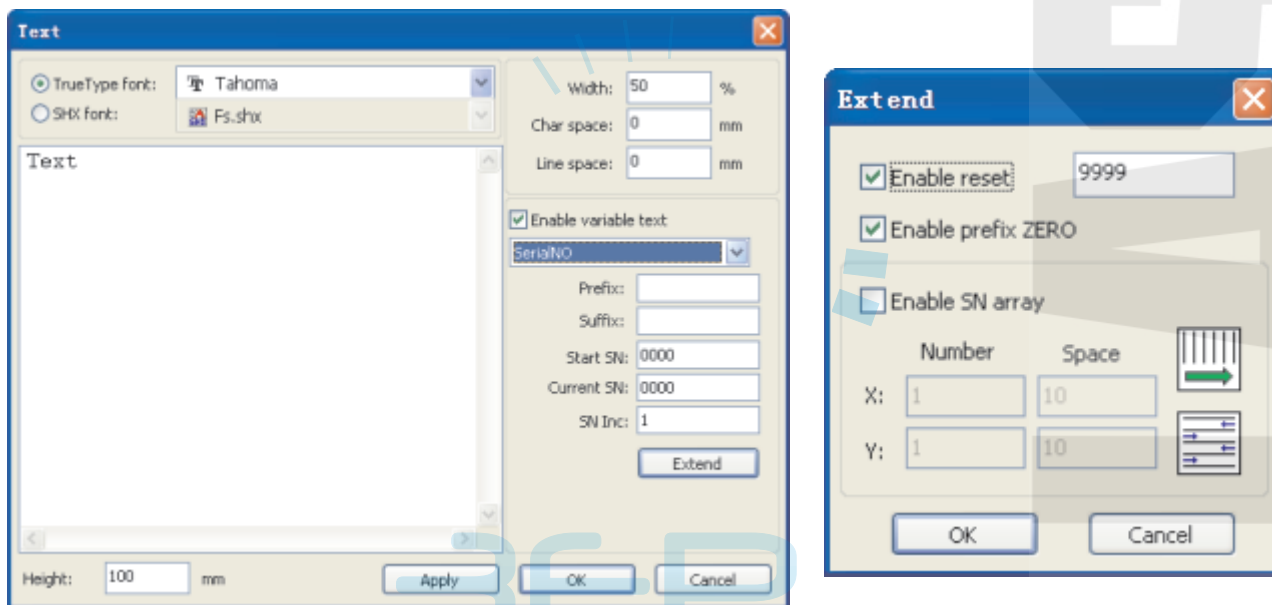 Text
TrueType font: Tahoma
SHX font: Fs.shx
Text
Width: 50 %
Char space: 0 mm
Line space: 0 mm
Enable variable text
SerialNO
Prefix:
Suffix:
Start SN: 0000
Current SN: 0000
SN Inc: 1
Extend
Height: 100 mm
Apply
OK
Cancel
Extend
Enable reset 9999
Enable prefix ZERO
Enable SN array
Number Space
X: 1 10
Y: 1 10
OK Cancel